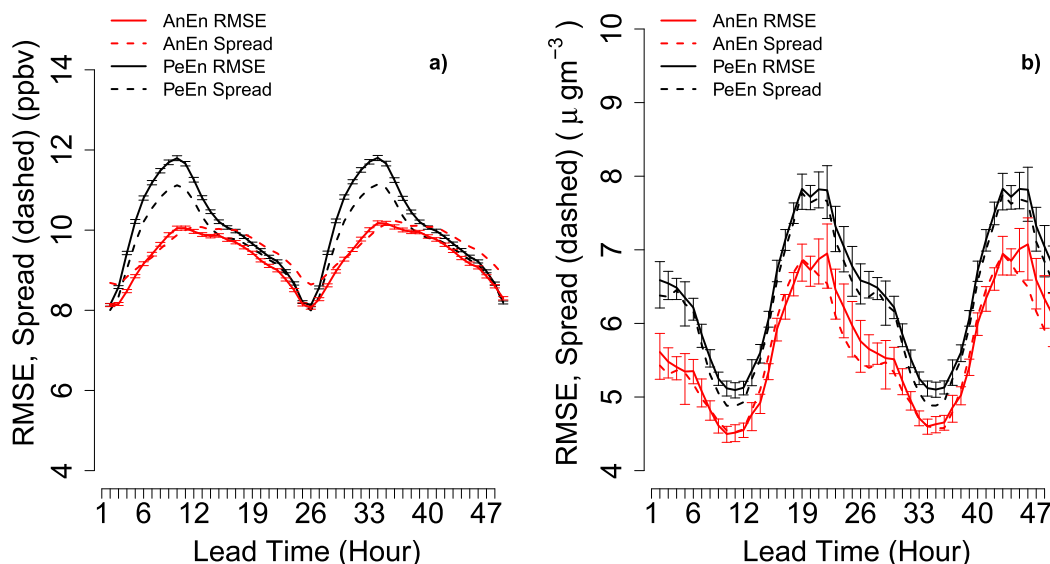 AnEn RMSE
AnEn Spread
PeEn RMSE
PeEn Spread
a)
RMSE, Spread (dashed) (ppbv)
14
12
10
8
6
4
1 6 12 19 26 33 40 47
Lead Time (Hour)
AnEn RMSE
AnEn Spread
PeEn RMSE
PeEn Spread
b)
RMSE, Spread (dashed) ( μ gm⁻³ )
10
9
8
7
6
5
4
1 6 12 19 26 33 40 47
Lead Time (Hour)